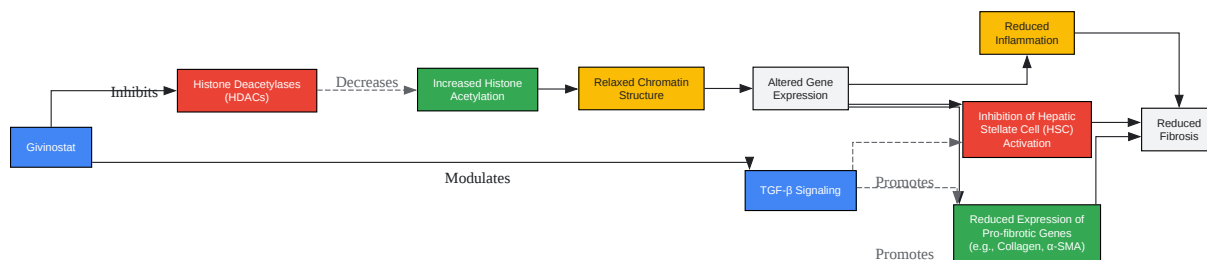 Reduced
Inflammation
Histone Deacetylases
(HDACs)
Decreases
Increased Histone
Acetylation
Relaxed Chromatin
Structure
Altered Gene
Expression
Inhibits
Inhibition of Hepatic
Stellate Cell (HSC)
Activation
Reduced
Fibrosis
Givinostat
Modulates
TGF-β Signaling
Promotes
Reduced Expression of
Pro-fibrotic Genes
(e.g., Collagen, α-SMA)
Promotes